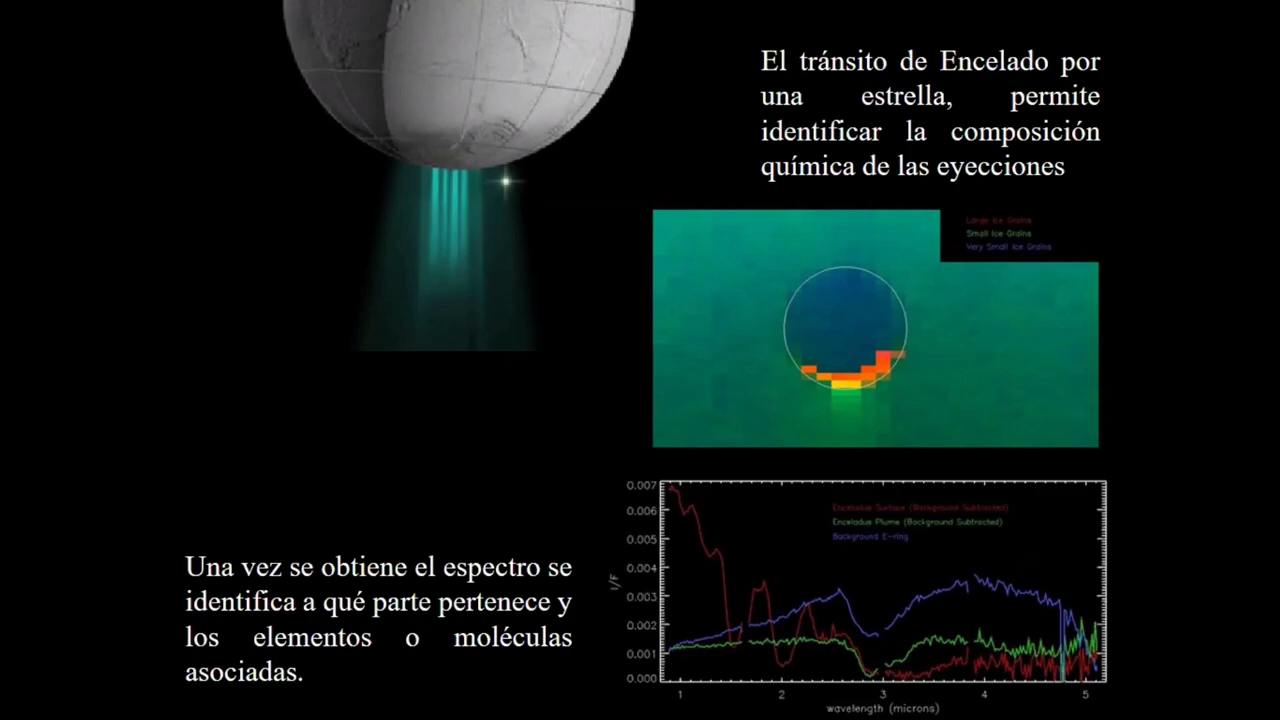 El tránsito de Encelado por
una estrella, permite
identificar la composición
química de las eyecciones
Large Ice Grains
Small Ice Grains
Very Small Ice Grains
Una vez se obtiene el espectro se
identifica a qué parte pertenece y
los elementos o moléculas
asociadas.
0.007
0.006
0.005
0.004
0.003
0.002
0.001
0.000
I/F
Enceladus Surface (Background Subtracted)
Enceladus Plume (Background Subtracted)
Background E-ring
1 2 3 4 5
wavelength (microns)